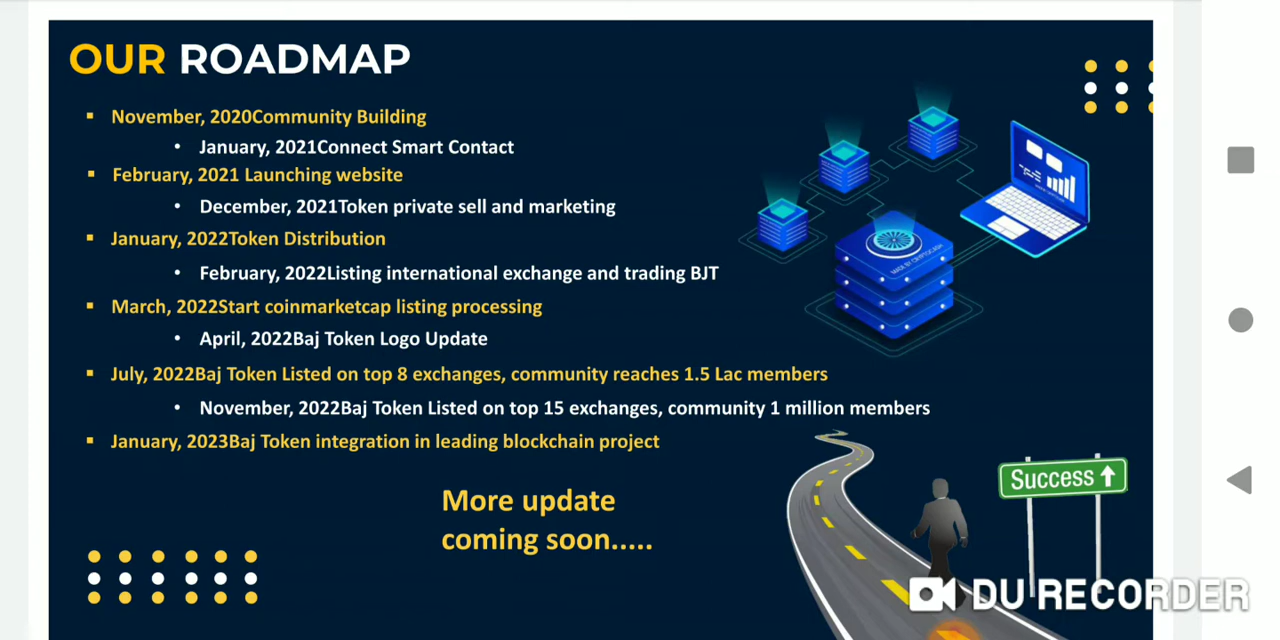 OUR ROADMAP
November, 2020Community Building
January, 2021Connect Smart Contact
February, 2021 Launching website
December, 2021Token private sell and marketing
January, 2022Token Distribution
February, 2022Listing international exchange and trading BJT
March, 2022Start coinmarketcap listing processing
April, 2022Baj Token Logo Update
July, 2022Baj Token Listed on top 8 exchanges, community reaches 1.5 Lac members
November, 2022Baj Token Listed on top 15 exchanges, community 1 million members
January, 2023Baj Token integration in leading blockchain project
MADE BY CRYPTOCASH
Success
More update
coming soon.....
DU RECORDER